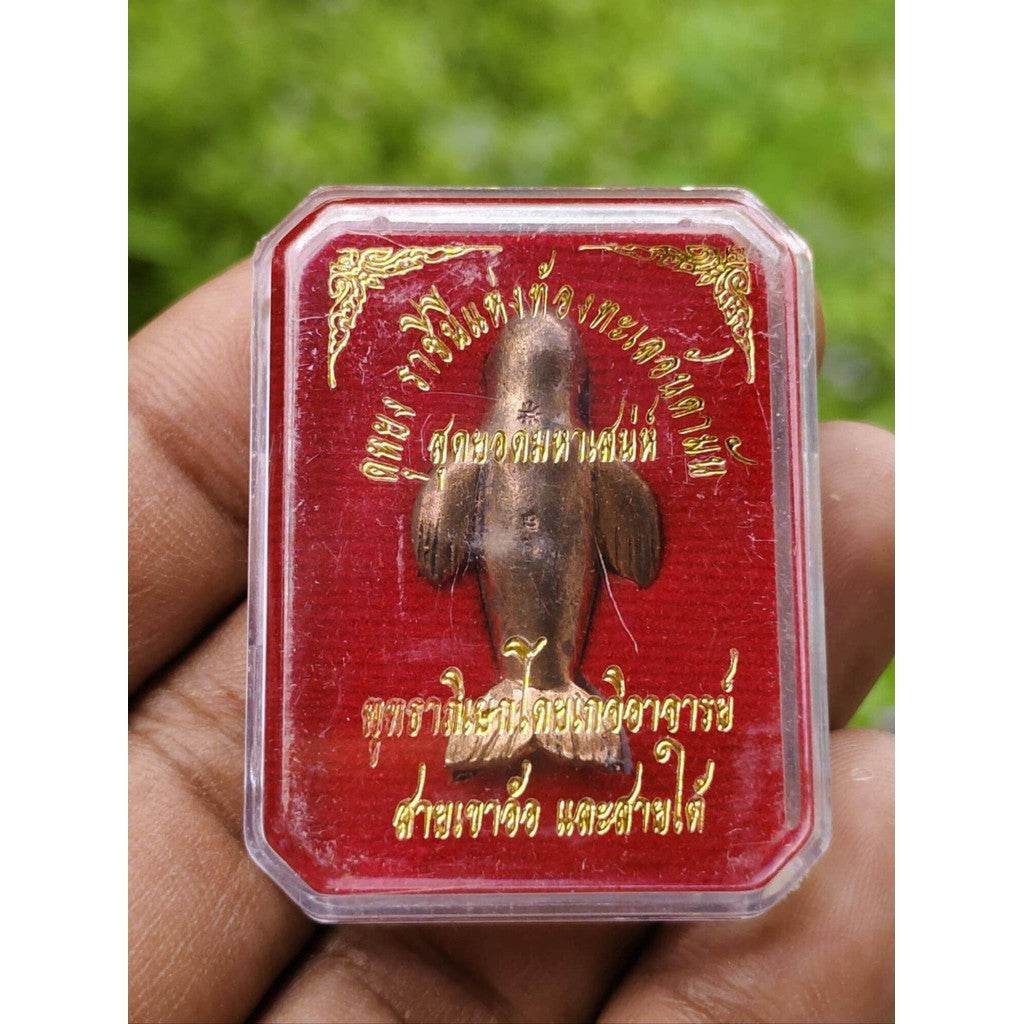 ดุหยง ราชินีแห่งท้องทะเลอันดามัน
สุดยอดมหาเสน่ห์
พุทธาภิเษกโดยเกจิอาจารย์
สายเขาอ้อ และสายใต้